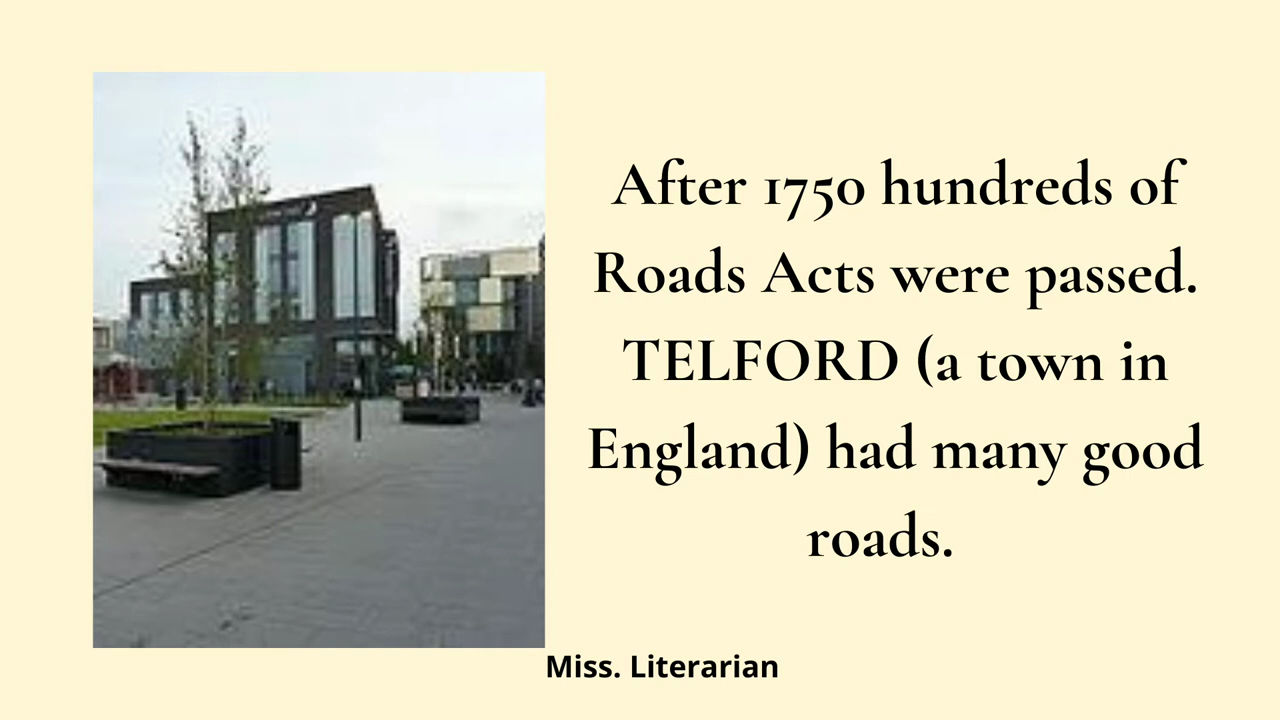 After 1750 hundreds of
Roads Acts were passed.
TELFORD (a town in
England) had many good
roads.
Miss. Literarian